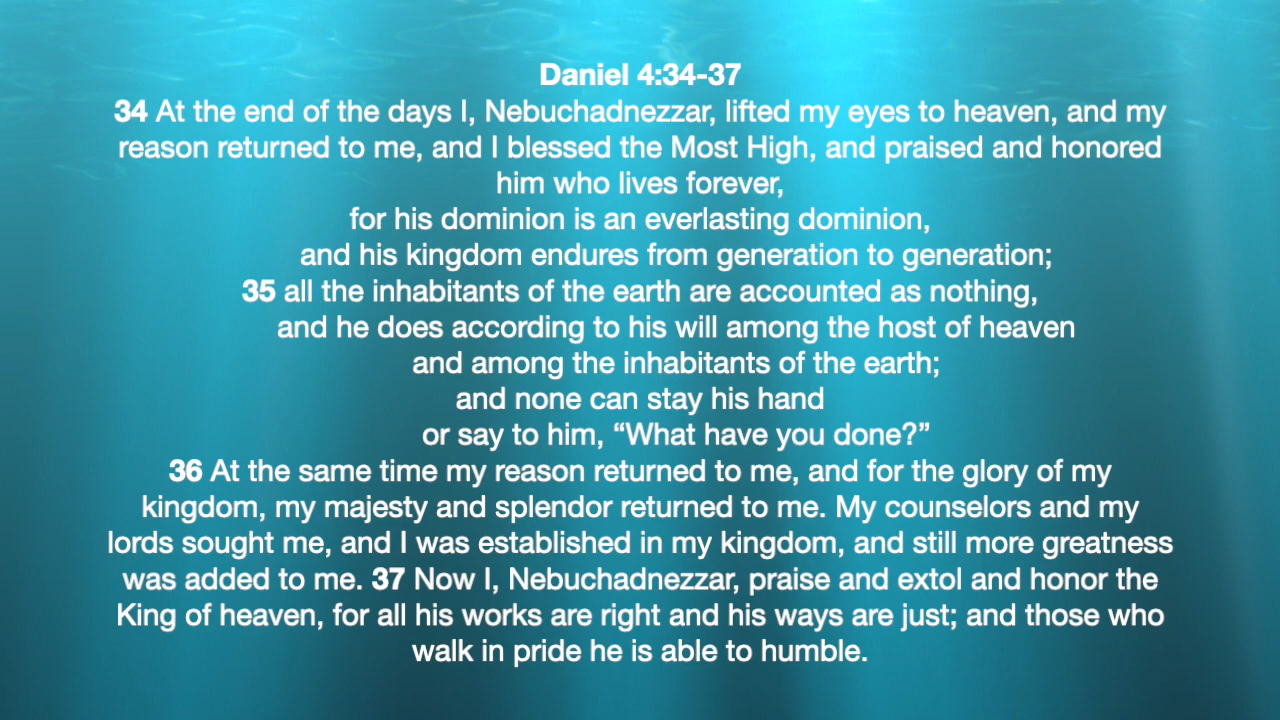 Daniel 4:34-37
34 At the end of the days I, Nebuchadnezzar, lifted my eyes to heaven, and my
reason returned to me, and I blessed the Most High, and praised and honored
him who lives forever,
for his dominion is an everlasting dominion,
and his kingdom endures from generation to generation;
35 all the inhabitants of the earth are accounted as nothing,
and he does according to his will among the host of heaven
and among the inhabitants of the earth;
and none can stay his hand
or say to him, “What have you done?”
36 At the same time my reason returned to me, and for the glory of my
kingdom, my majesty and splendor returned to me. My counselors and my
lords sought me, and I was established in my kingdom, and still more greatness
was added to me. 37 Now I, Nebuchadnezzar, praise and extol and honor the
King of heaven, for all his works are right and his ways are just; and those who
walk in pride he is able to humble.